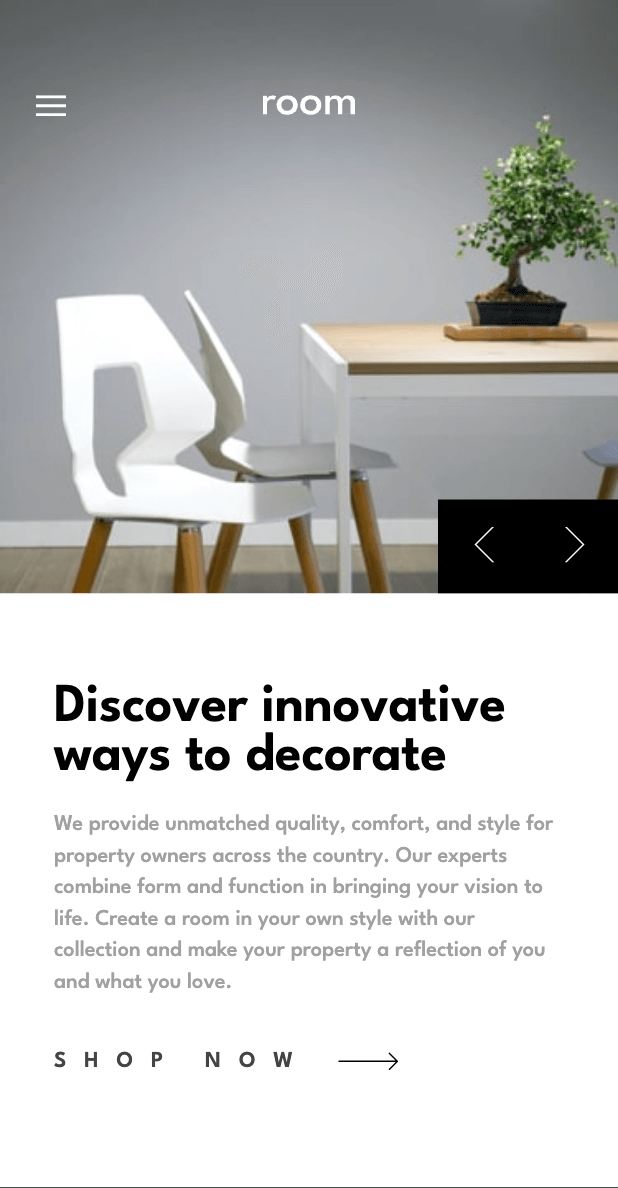 room
Discover innovative
ways to decorate
We provide unmatched quality, comfort, and style for
property owners across the country. Our experts
combine form and function in bringing your vision to
life. Create a room in your own style with our
collection and make your property a reflection of you
and what you love.
SHOP NOW